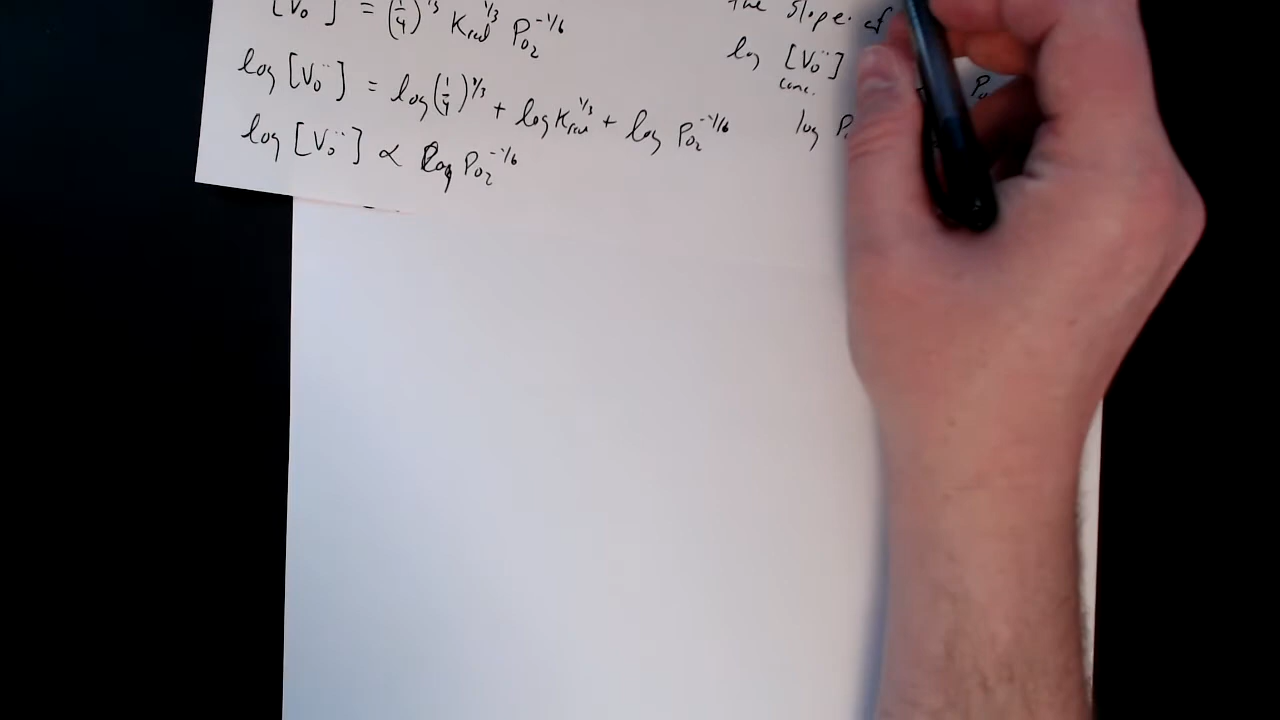 [V₀˙˙] = (1/4)^1/3 K_red^1/3 P_O₂^-1/6
log [V₀˙˙] = log (1/4)^1/3 + log K_red^1/3 + log P_O₂^-1/6
log [V₀˙˙] ∝ log P_O₂^-1/6
the slope of
log [V₀˙˙]
conc.
log P